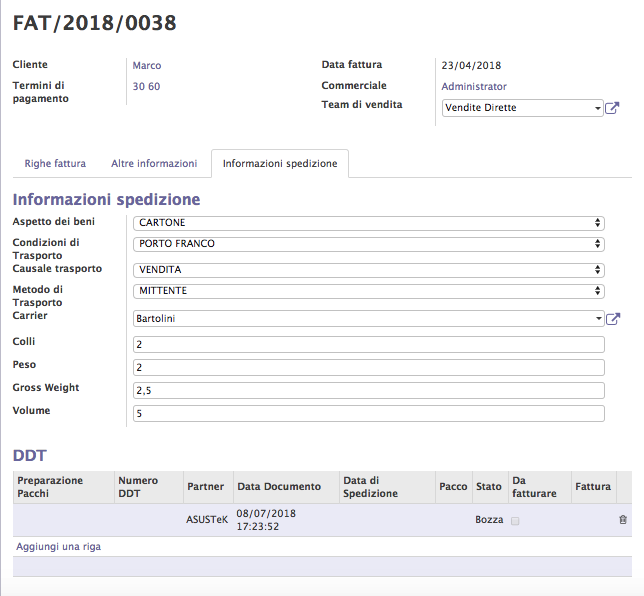 FAT/2018/0038
Cliente Marco Data fattura 23/04/2018
Termini di pagamento 30 60 Commerciale Administrator
Team di vendita Vendite Dirette
Righe fattura Altre informazioni Informazioni spedizione
Informazioni spedizione
Aspetto dei beni CARTONE
Condizioni di Trasporto PORTO FRANCO
Causale trasporto VENDITA
Metodo di Trasporto MITTENTE
Carrier Bartolini
Colli 2
Peso 2
Gross Weight 2,5
Volume 5
DDT
Preparazione Pacchi Numero DDT Partner Data Documento Data di Spedizione Pacco Stato Da fatturare Fattura
ASUSTeK 08/07/2018 17:23:52 Bozza
Aggiungi una riga